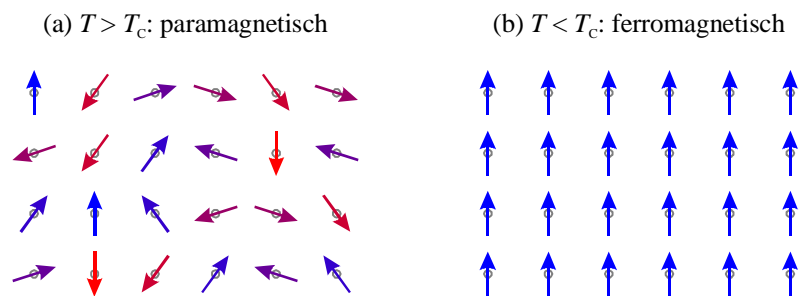 (a) T > T_C: paramagnetisch
(b) T < T_C: ferromagnetisch